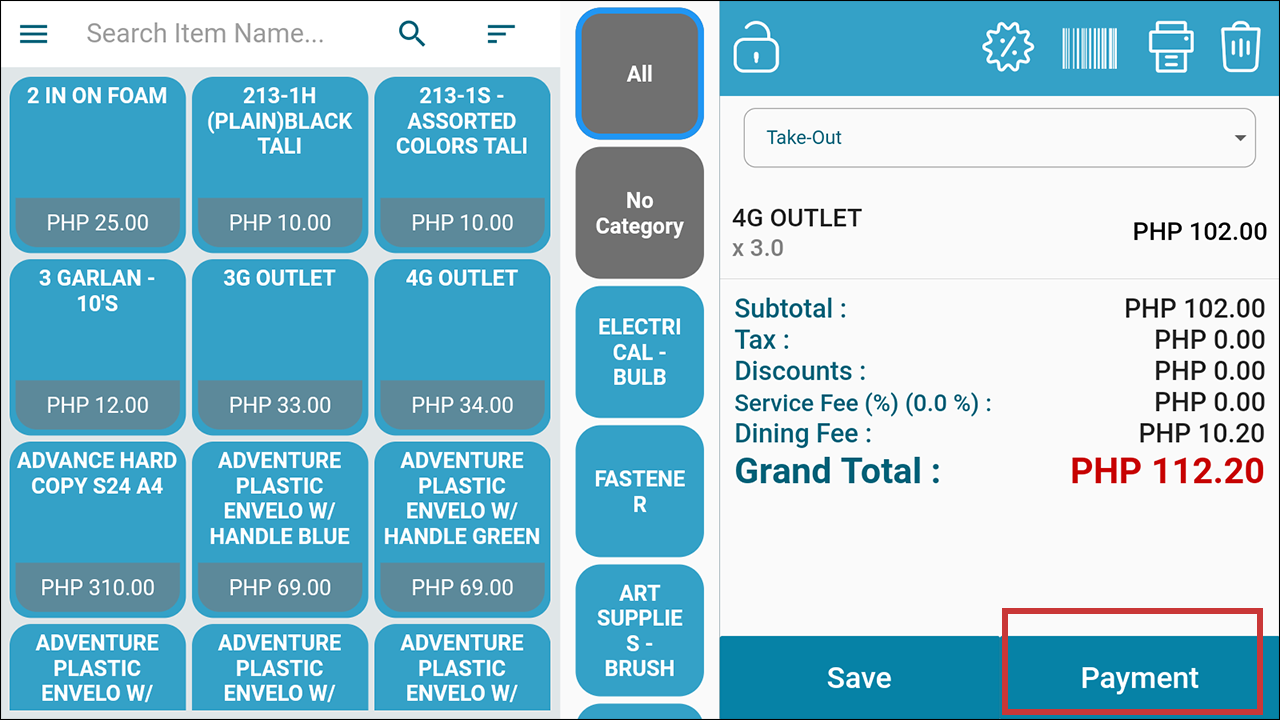 Search Item Name...
2 IN ON FOAM
PHP 25.00
213-1H
(PLAIN)BLACK
TALI
PHP 10.00
213-1S -
ASSORTED
COLORS TALI
PHP 10.00
3 GARLAN -
10'S
PHP 12.00
3G OUTLET
PHP 33.00
4G OUTLET
PHP 34.00
ADVANCE HARD
COPY S24 A4
PHP 310.00
ADVENTURE
PLASTIC
ENVELO W/
HANDLE BLUE
PHP 69.00
ADVENTURE
PLASTIC
ENVELO W/
HANDLE GREEN
PHP 69.00
ADVENTURE
PLASTIC
ENVELO W/
ADVENTURE
PLASTIC
ENVELO W/
ADVENTURE
PLASTIC
ENVELO W/
All
No
Category
ELECTRI
CAL -
BULB
FASTENE
R
ART
SUPPLIE
S -
BRUSH
Take-Out
4G OUTLET
x 3.0
PHP 102.00
Subtotal : PHP 102.00
Tax : PHP 0.00
Discounts : PHP 0.00
Service Fee (%) (0.0 %) : PHP 0.00
Dining Fee : PHP 10.20
Grand Total : PHP 112.20
Save
Payment